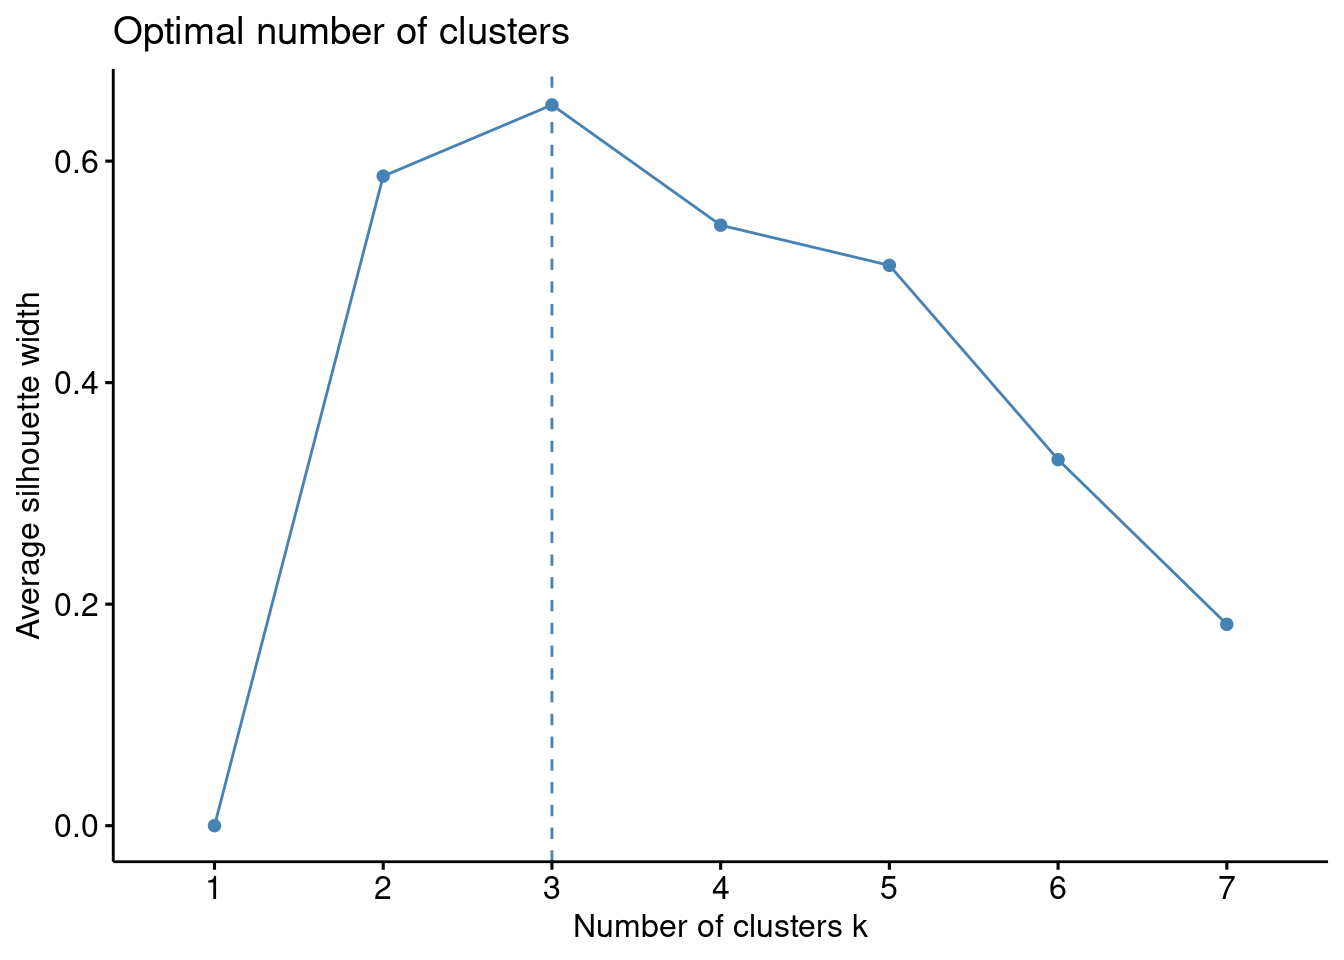 Optimal number of clusters
Average silhouette width
0.6
0.4
0.2
0.0
1 2 3 4 5 6 7
Number of clusters k